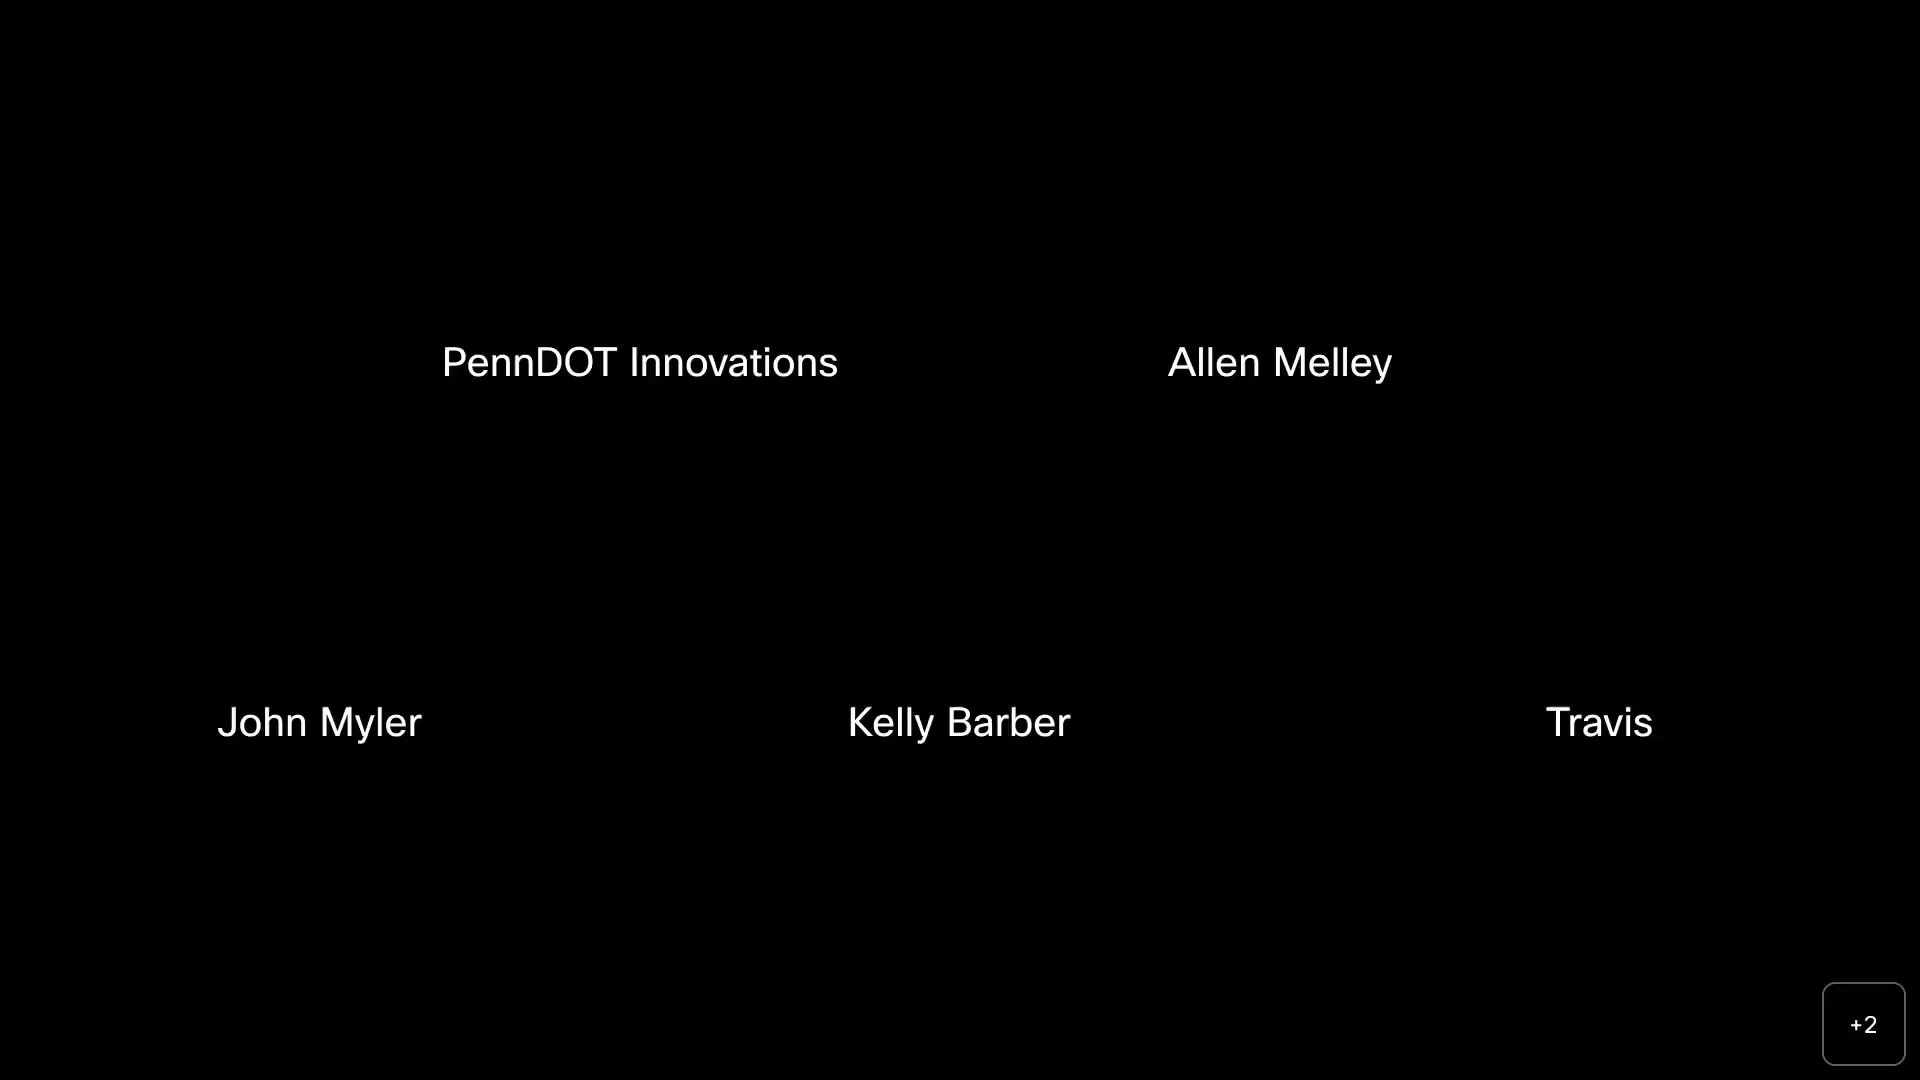 PennDOT Innovations
Allen Melley
John Myler
Kelly Barber
Travis
+2